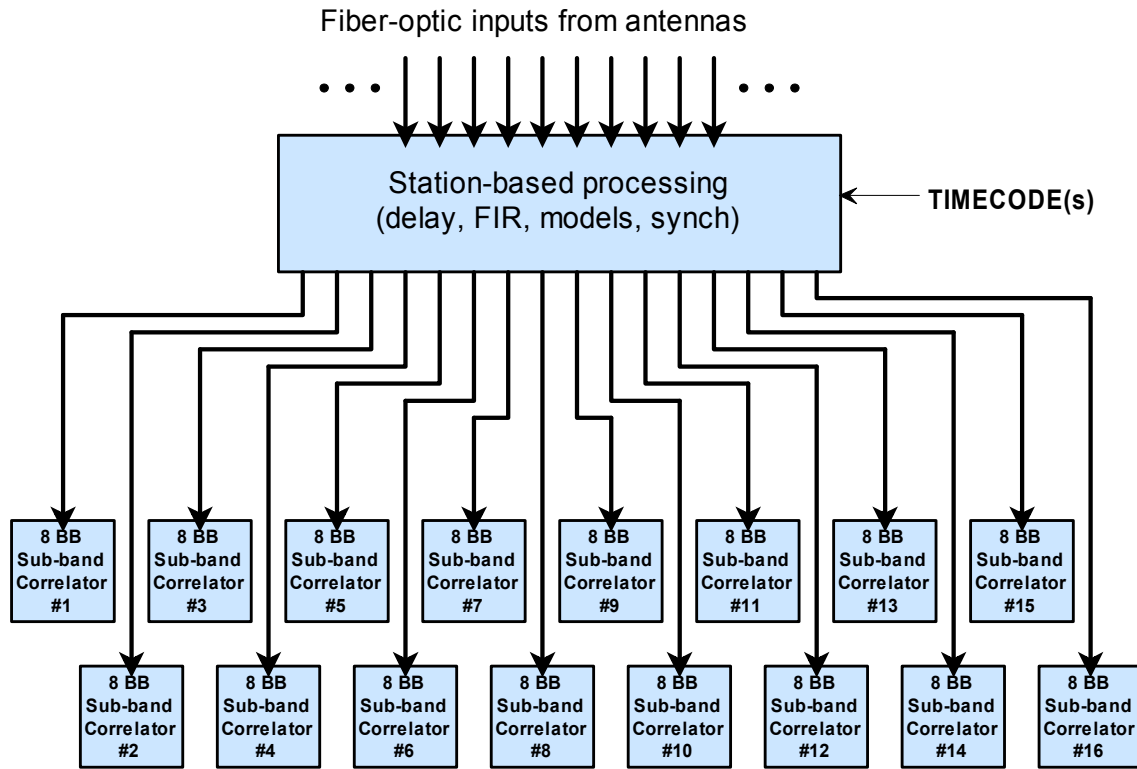 Fiber-optic inputs from antennas
• • •
• • •
Station-based processing
(delay, FIR, models, synch)
TIMECODE(s)
8 BB
Sub-band
Correlator
#1
8 BB
Sub-band
Correlator
#3
8 BB
Sub-band
Correlator
#5
8 BB
Sub-band
Correlator
#7
8 BB
Sub-band
Correlator
#9
8 BB
Sub-band
Correlator
#11
8 BB
Sub-band
Correlator
#13
8 BB
Sub-band
Correlator
#15
8 BB
Sub-band
Correlator
#2
8 BB
Sub-band
Correlator
#4
8 BB
Sub-band
Correlator
#6
8 BB
Sub-band
Correlator
#8
8 BB
Sub-band
Correlator
#10
8 BB
Sub-band
Correlator
#12
8 BB
Sub-band
Correlator
#14
8 BB
Sub-band
Correlator
#16